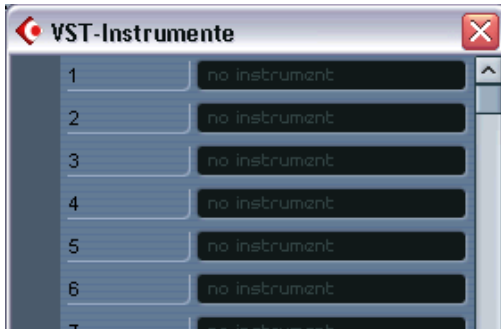 VST-Instrumente
1 no instrument
2 no instrument
3 no instrument
4 no instrument
5 no instrument
6 no instrument